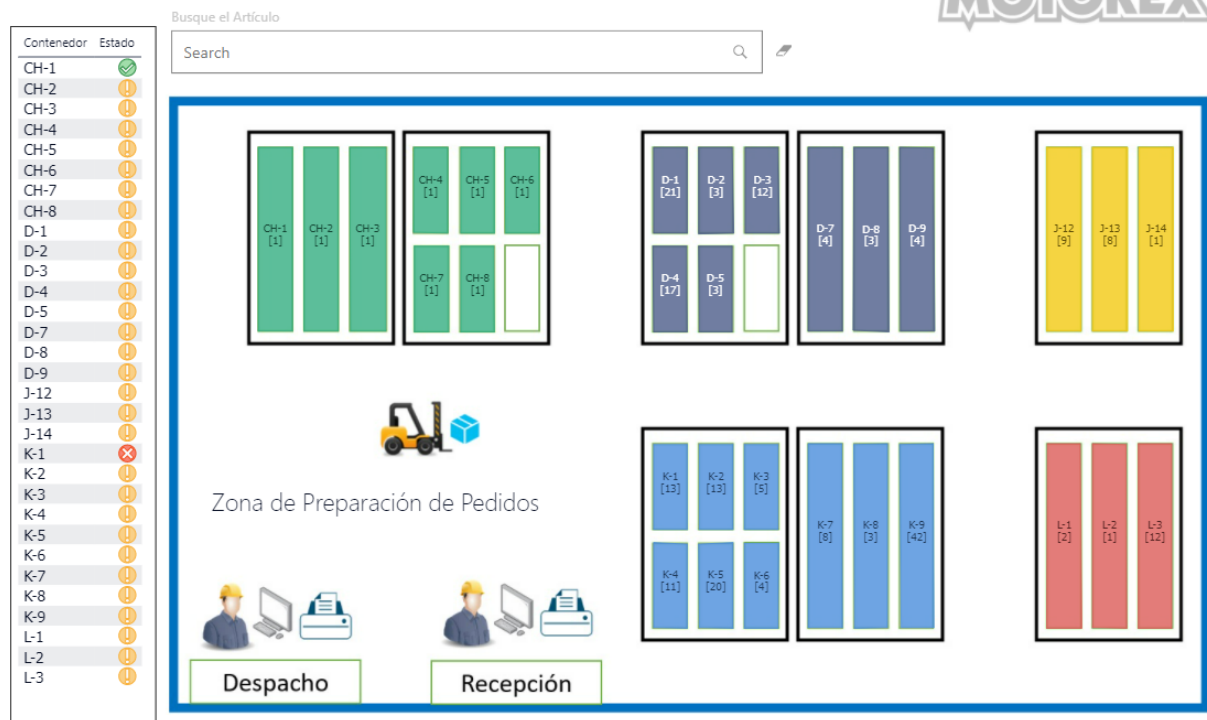 MOTOREX
Busque el Artículo
Search
Contenedor Estado
CH-1
CH-2
CH-3
CH-4
CH-5
CH-6
CH-7
CH-8
D-1
D-2
D-3
D-4
D-5
D-7
D-8
D-9
J-12
J-13
J-14
K-1
K-2
K-3
K-4
K-5
K-6
K-7
K-8
K-9
L-1
L-2
L-3
CH-1
[1]
CH-2
[1]
CH-3
[1]
CH-4
[1]
CH-5
[1]
CH-6
[1]
CH-7
[1]
CH-8
[1]
D-1
[21]
D-2
[3]
D-3
[12]
D-4
[17]
D-5
[3]
D-7
[4]
D-8
[3]
D-9
[4]
J-12
[9]
J-13
[8]
J-14
[1]
Zona de Preparación de Pedidos
K-1
[13]
K-2
[13]
K-3
[5]
K-4
[11]
K-5
[20]
K-6
[4]
K-7
[8]
K-8
[3]
K-9
[42]
L-1
[2]
L-2
[1]
L-3
[12]
Despacho
Recepción